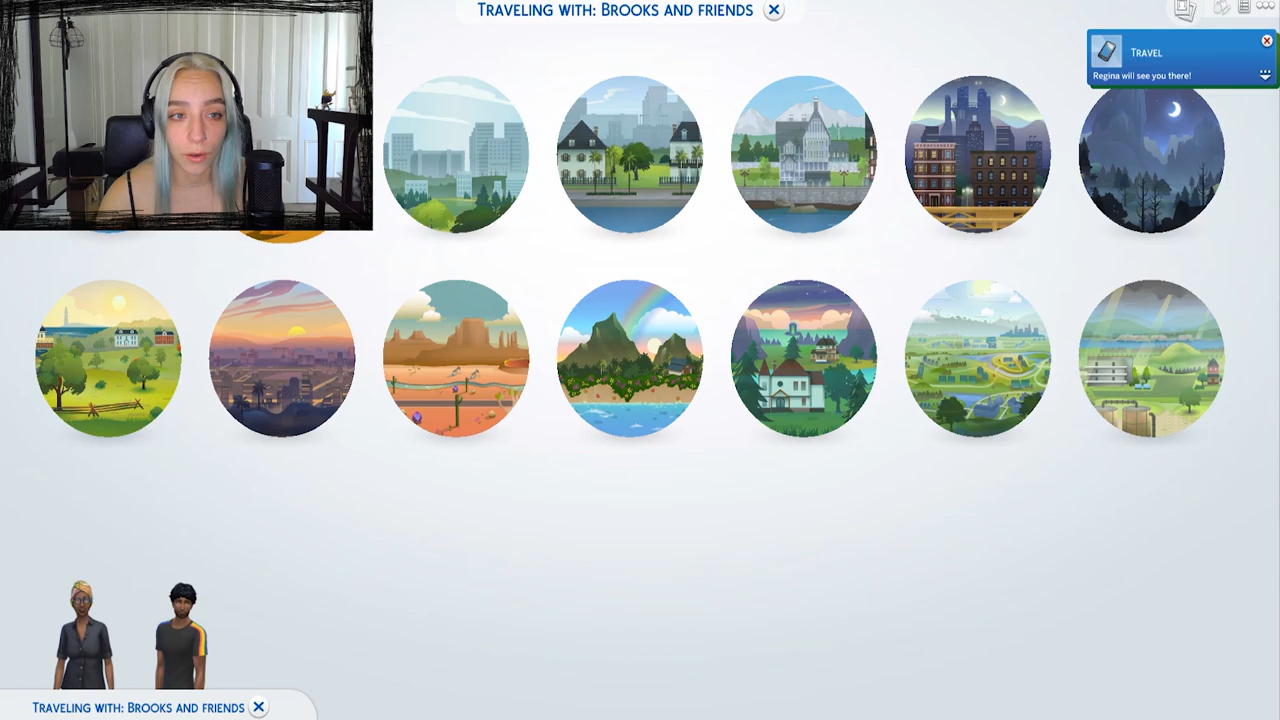 Traveling with: Brooks and friends
Travel
Regina will see you there!
Traveling with: Brooks and friends